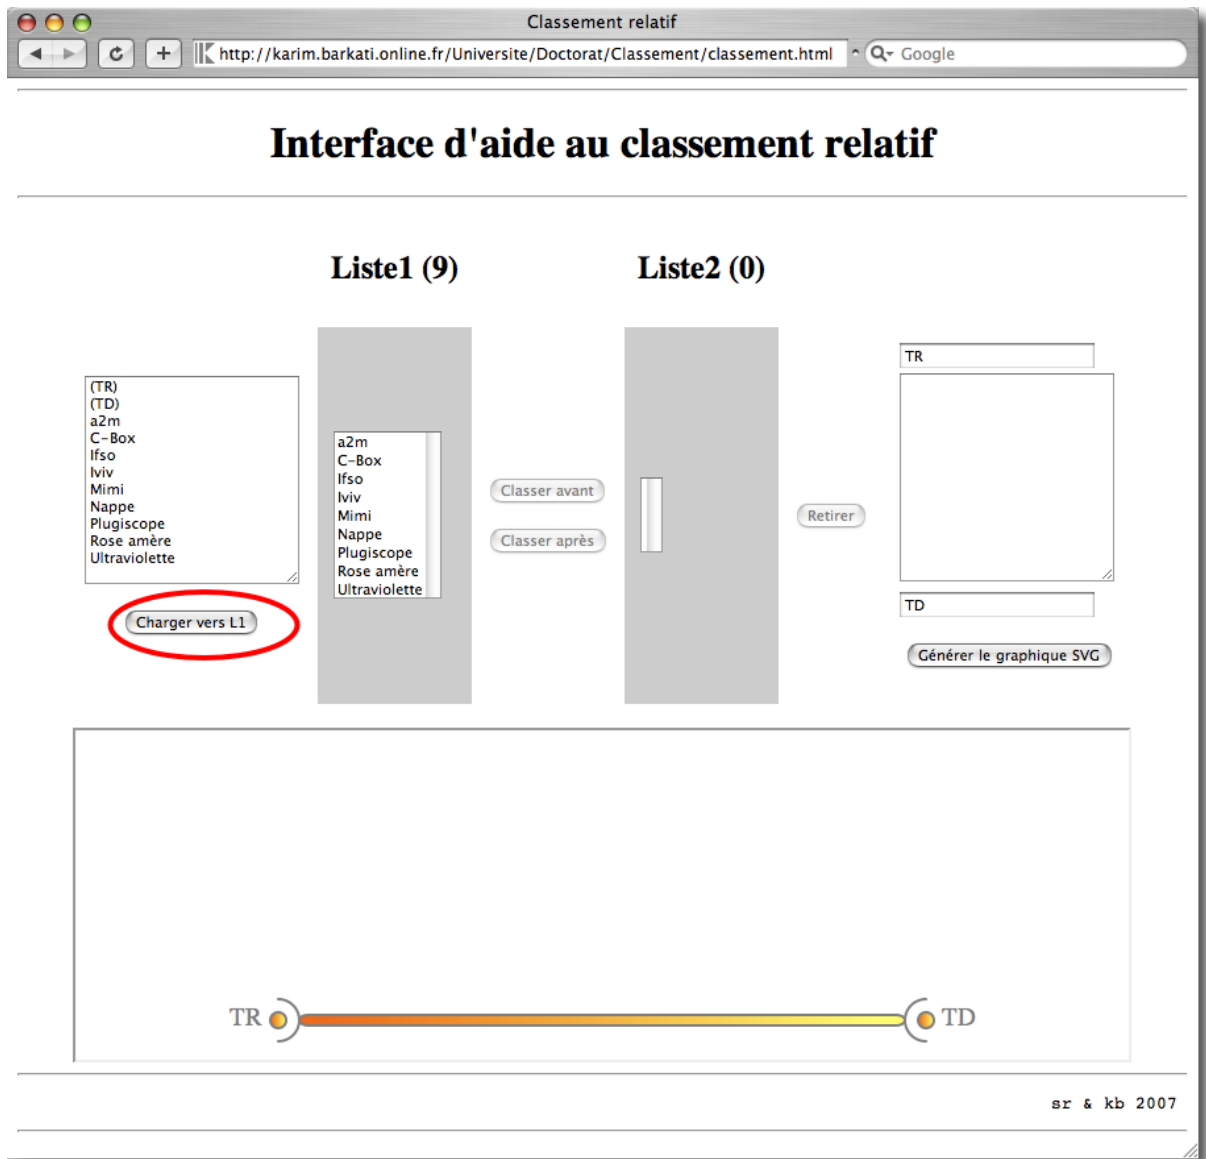 Classement relatif
http://karim.barkati.online.fr/Universite/Doctorat/Classement/classement.html
Google
Interface d'aide au classement relatif
Liste1 (9)
Liste2 (0)
(TR)
(TD)
a2m
C-Box
Ifso
Iviv
Mimi
Nappe
Plugiscope
Rose amère
Ultraviolette
Charger vers L1
a2m
C-Box
Ifso
Iviv
Mimi
Nappe
Plugiscope
Rose amère
Ultraviolette
Classer avant
Classer après
Retirer
TR
TD
Générer le graphique SVG
TR
TD
sr & kb 2007